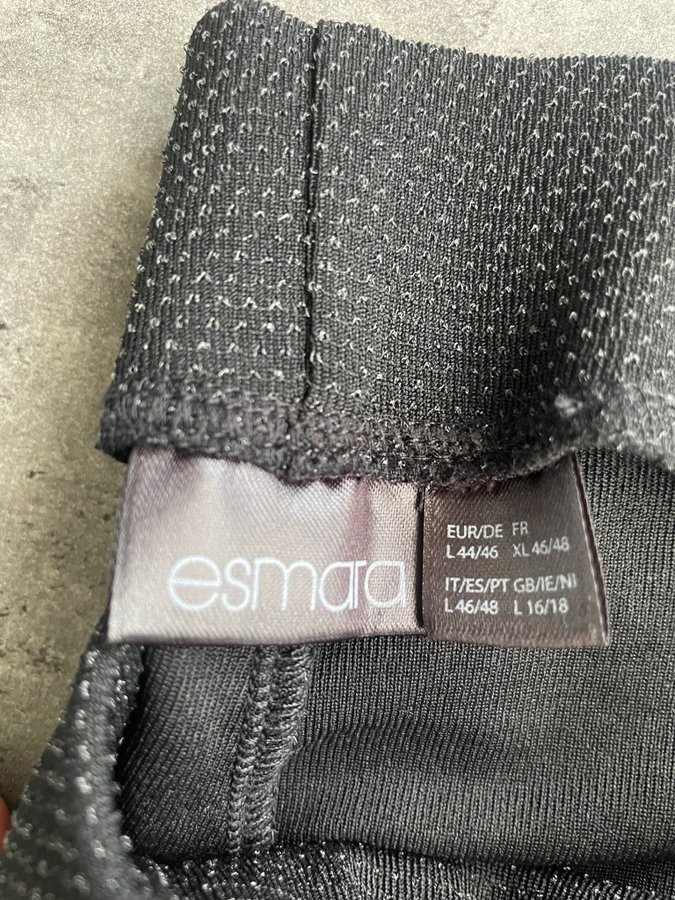 esmara
EUR/DE FR
L 44/46 XL 46/48
IT/ES/PT GB/IE/NI
L 46/48 L 16/18